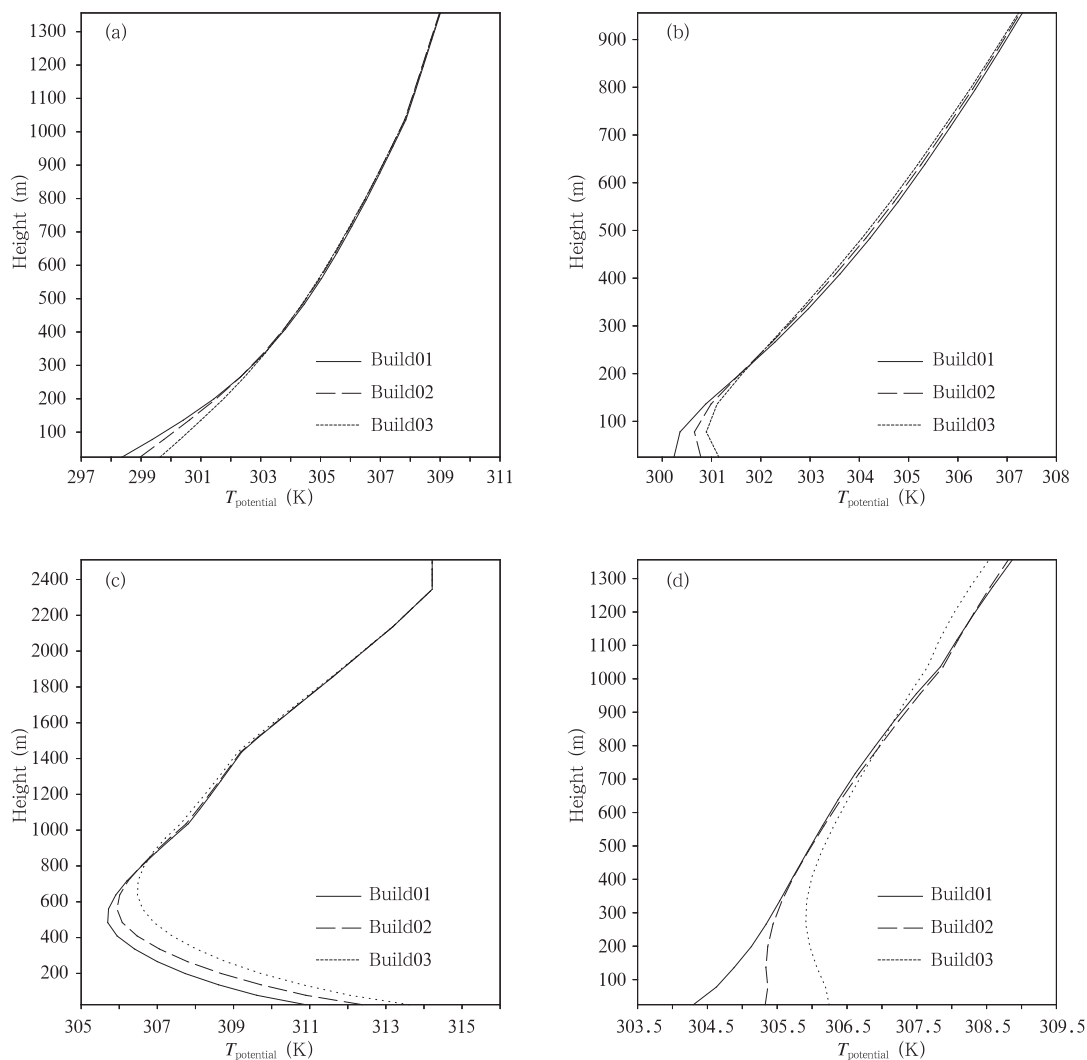 (a)
1300
1200
1100
1000
900
800
700
600
500
400
300
200
100
Height (m)
Build01
Build02
Build03
297 299 301 303 305 307 309 311
Tpotential (K)
(b)
900
800
700
600
500
400
300
200
100
Height (m)
Build01
Build02
Build03
300 301 302 303 304 305 306 307 308
Tpotential (K)
(c)
2400
2200
2000
1800
1600
1400
1200
1000
800
600
400
200
Height (m)
Build01
Build02
Build03
305 307 309 311 313 315
Tpotential (K)
(d)
1300
1200
1100
1000
900
800
700
600
500
400
300
200
100
Height (m)
Build01
Build02
Build03
303.5 304.5 305.5 306.5 307.5 308.5 309.5
Tpotential (K)